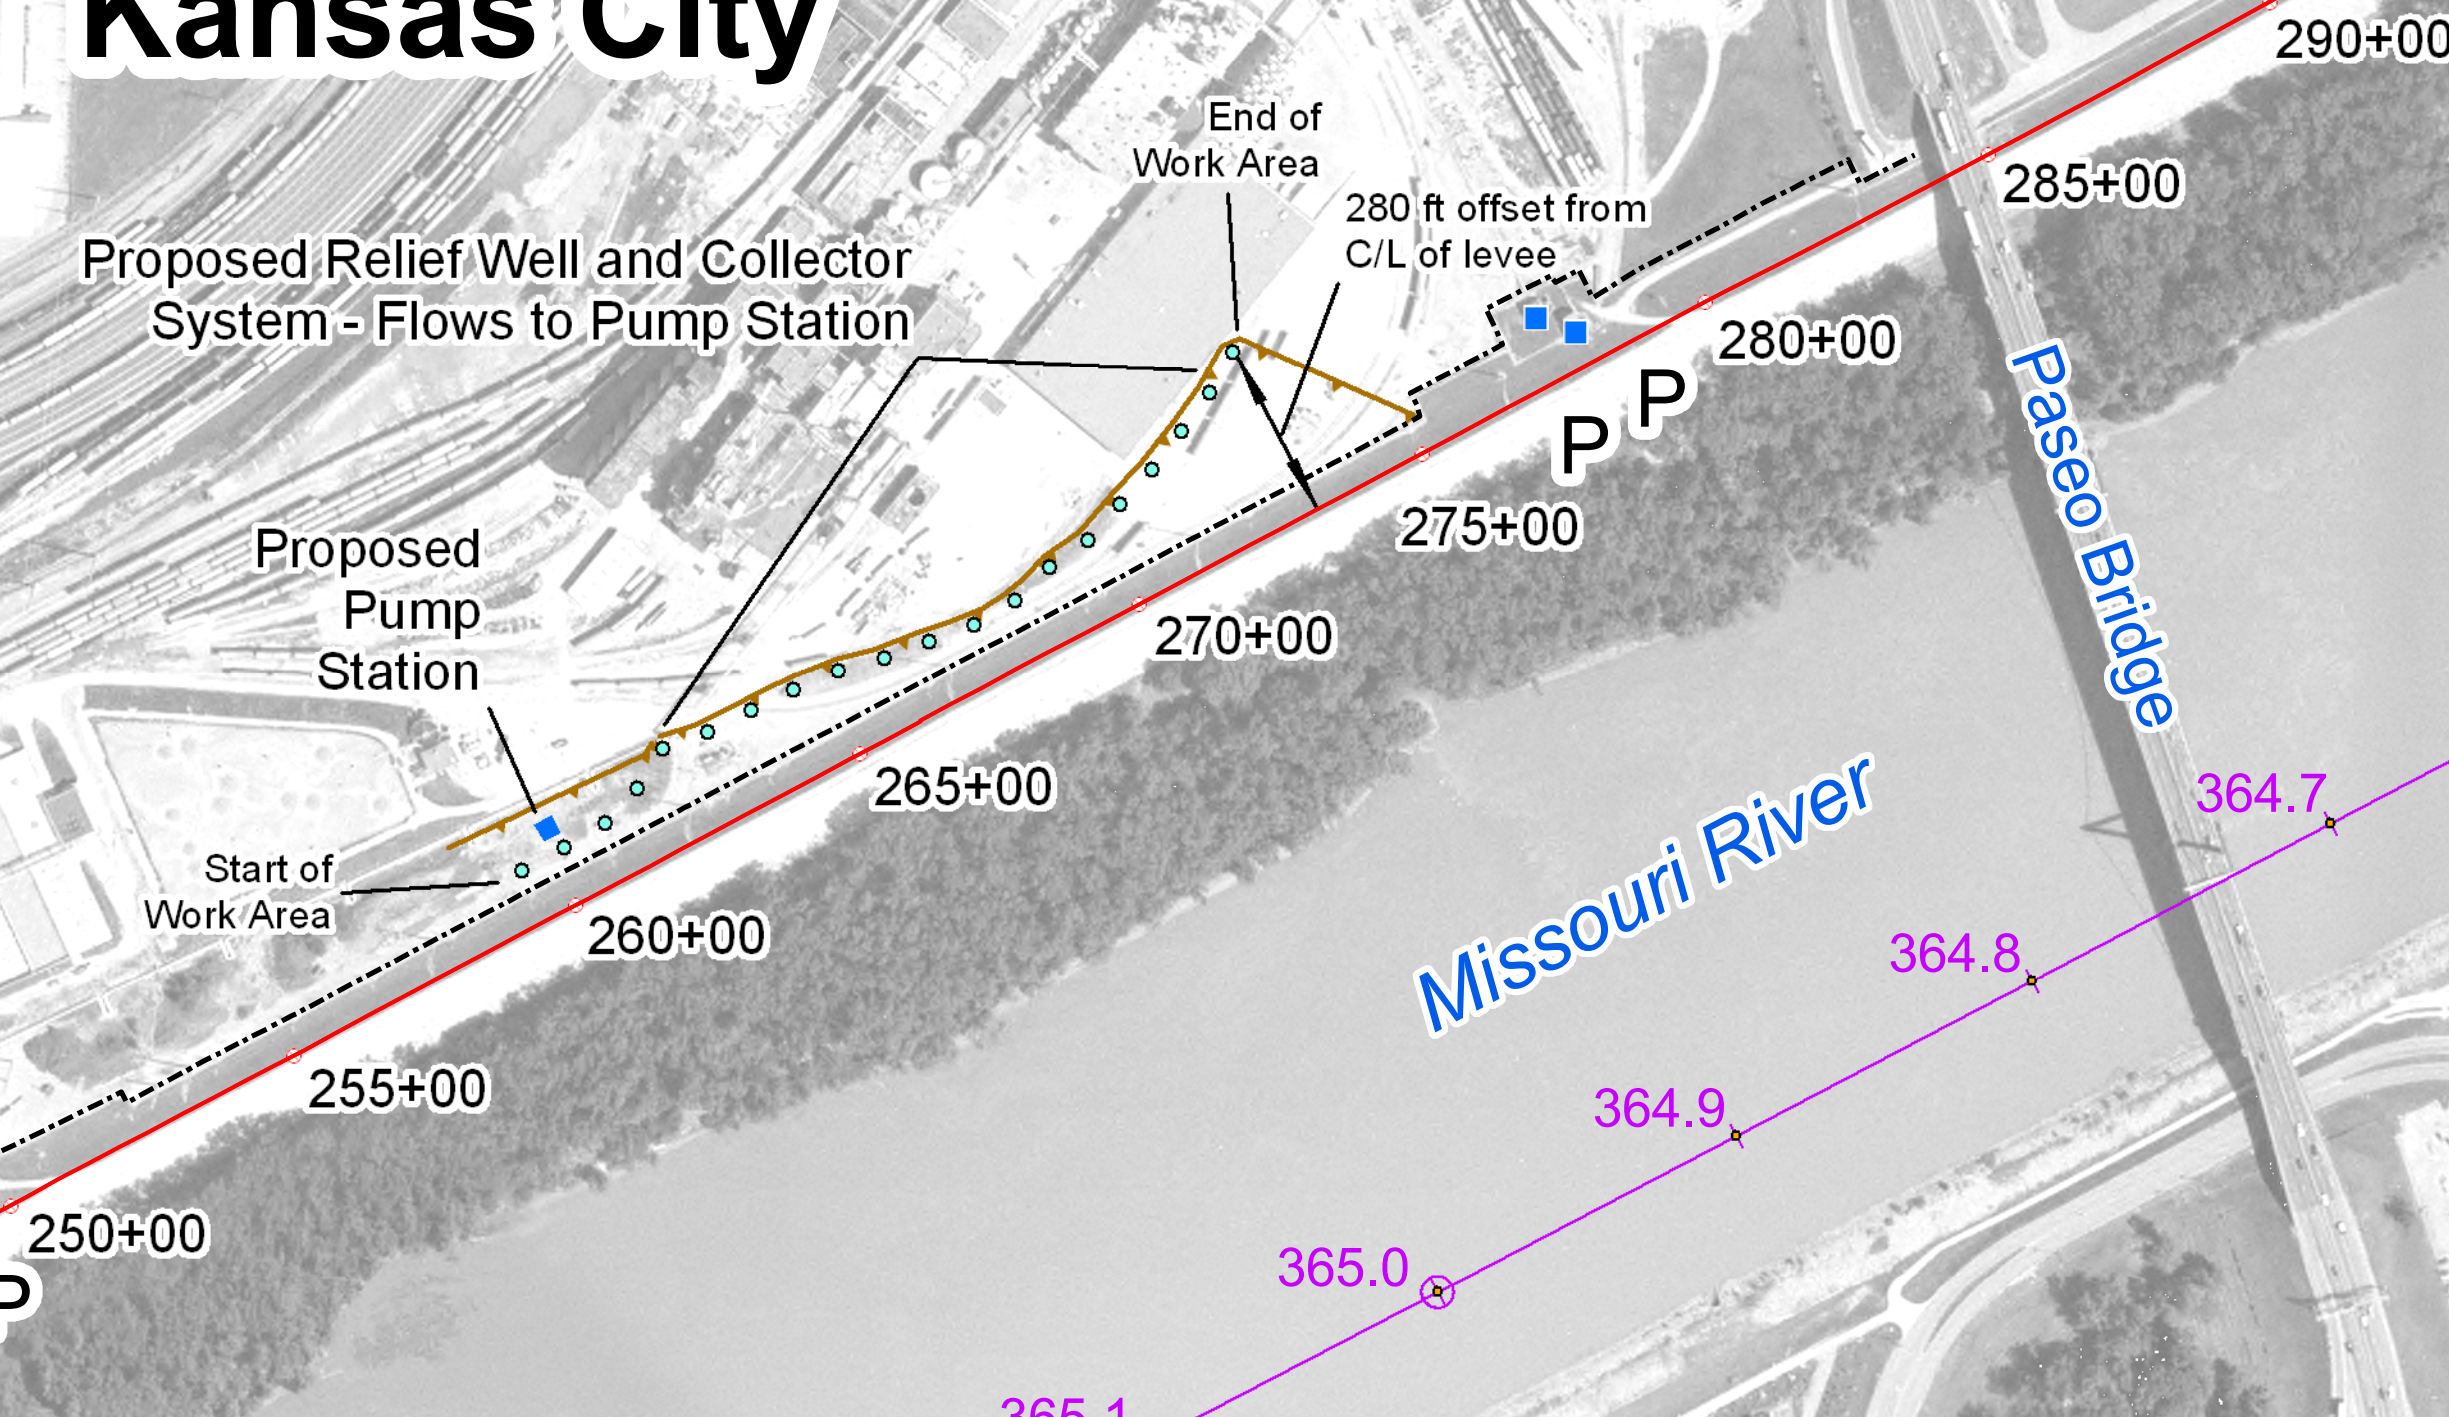 Kansas City
290+00
End of
Work Area
285+00
280 ft offset from
C/L of levee
Proposed Relief Well and Collector
System - Flows to Pump Station
280+00
P
P
275+00
Paseo Bridge
Proposed
Pump
Station
270+00
265+00
364.7
Missouri River
Start of
Work Area
260+00
364.8
255+00
364.9
250+00
365.0
P
365.1